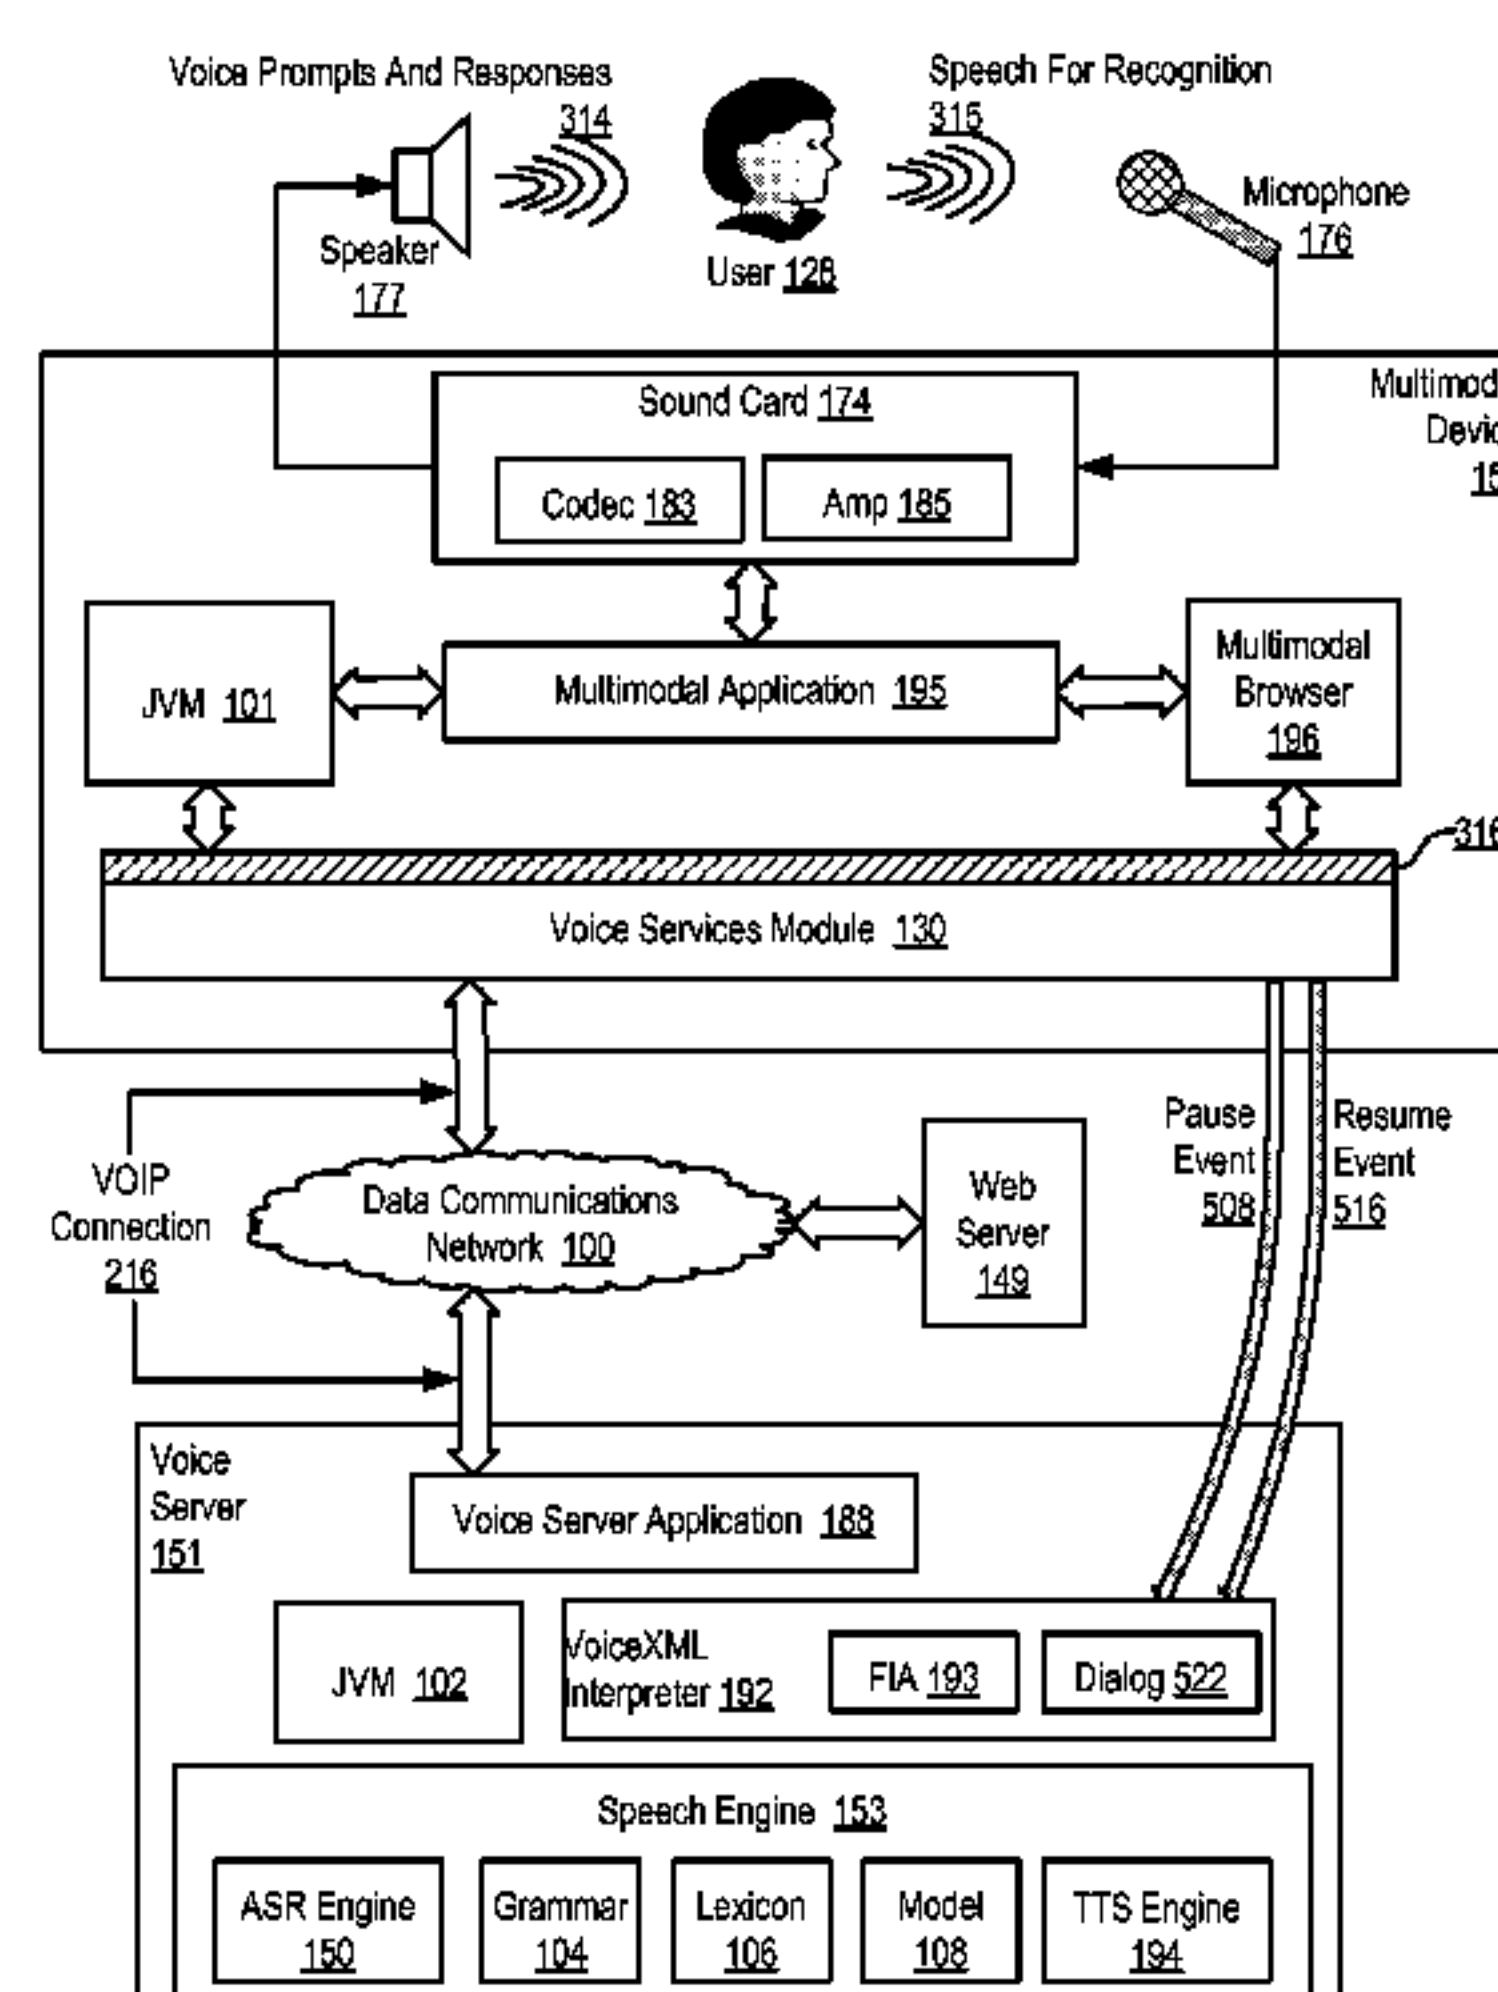 Voice Prompts And Responses
314
Speech For Recognition
315
Speaker
177
User 128
Microphone
176
Sound Card 174
Codec 183
Amp 185
Multimod
Devic
15
JVM 101
Multimodal Application 195
Multimodal
Browser
196
316
Voice Services Module 130
VOIP
Connection
216
Data Communications
Network 100
Web
Server
149
Pause
Event
508
Resume
Event
516
Voice
Server
151
Voice Server Application 188
JVM 102
VoiceXML
Interpreter 192
FIA 193
Dialog 522
Speech Engine 153
ASR Engine
150
Grammar
104
Lexicon
106
Model
108
TTS Engine
194